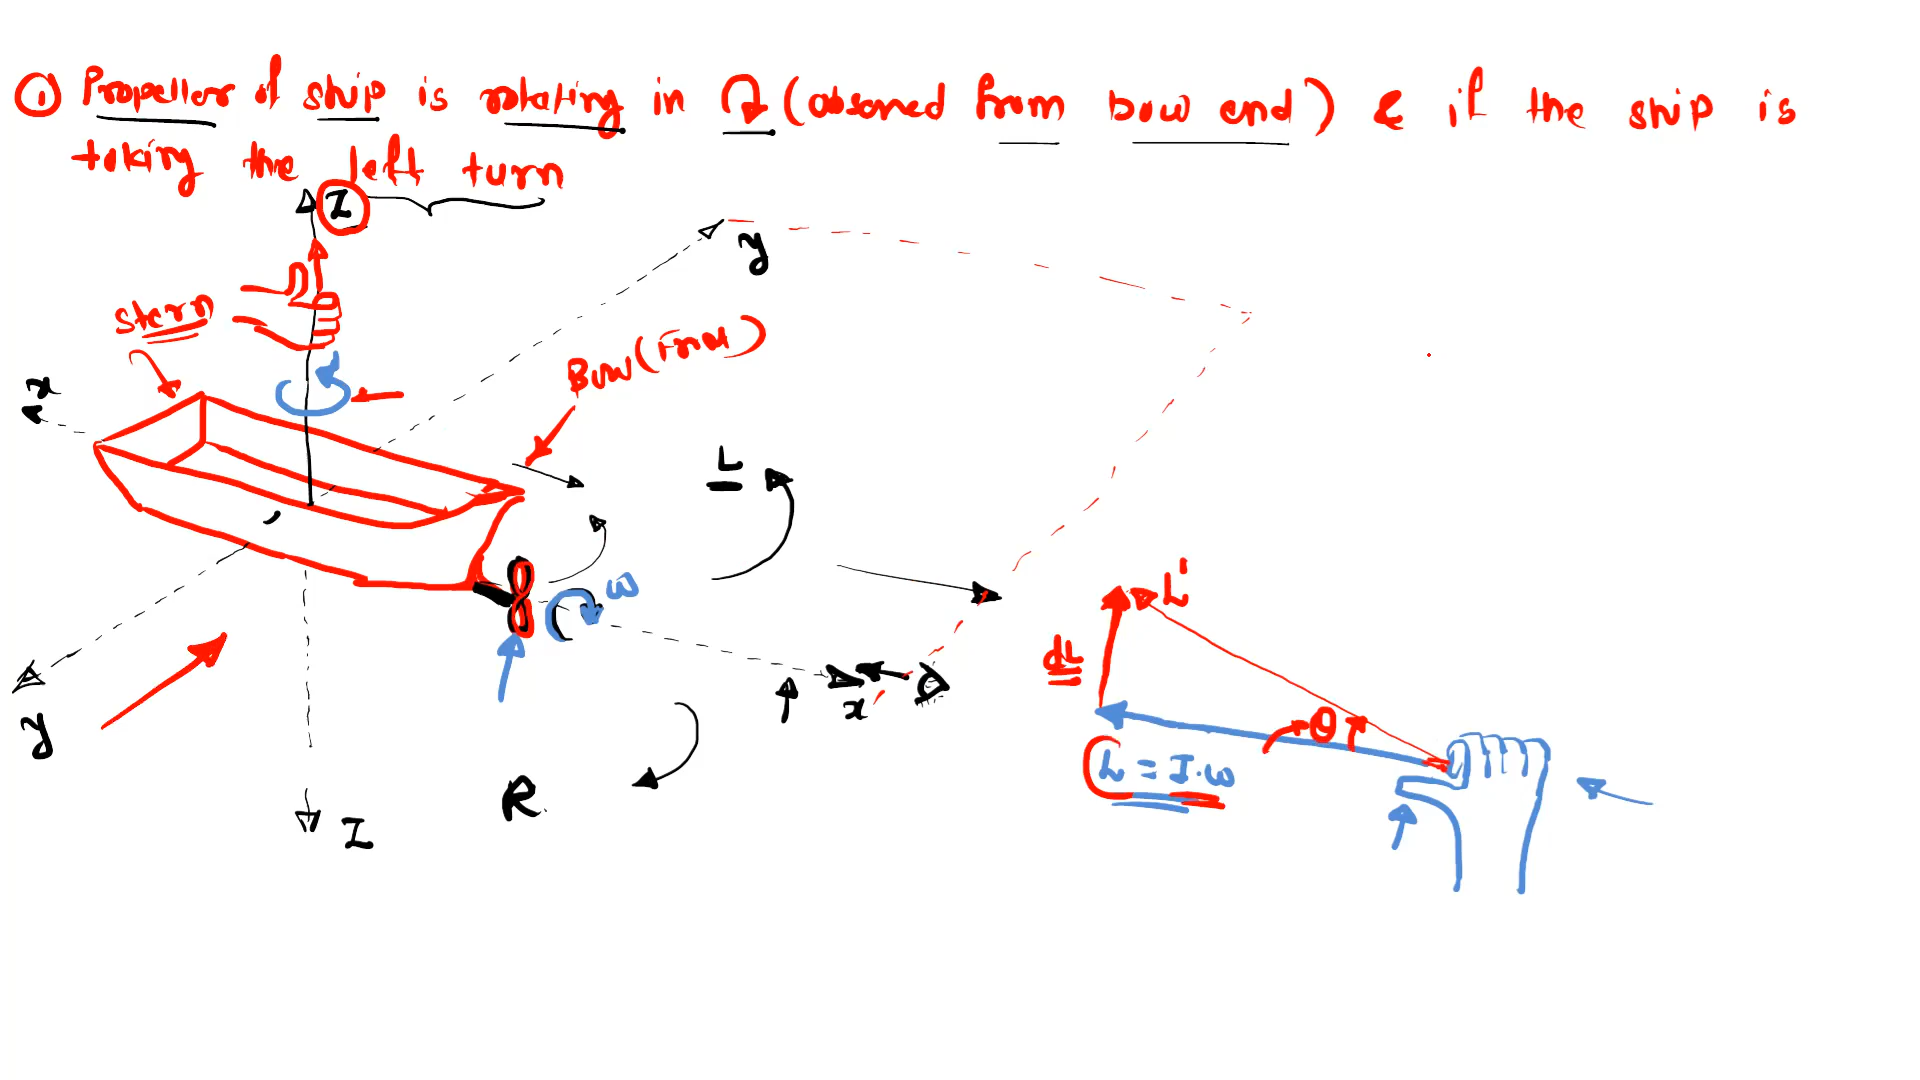 ① Propeller of ship is rotating in ↻ (observed from bow end) & if the ship is
taking the left turn
Z
y
stern
Bow (Front)
x
L
ω
L'
dL
θ
x
y
L = I·ω
R
Z